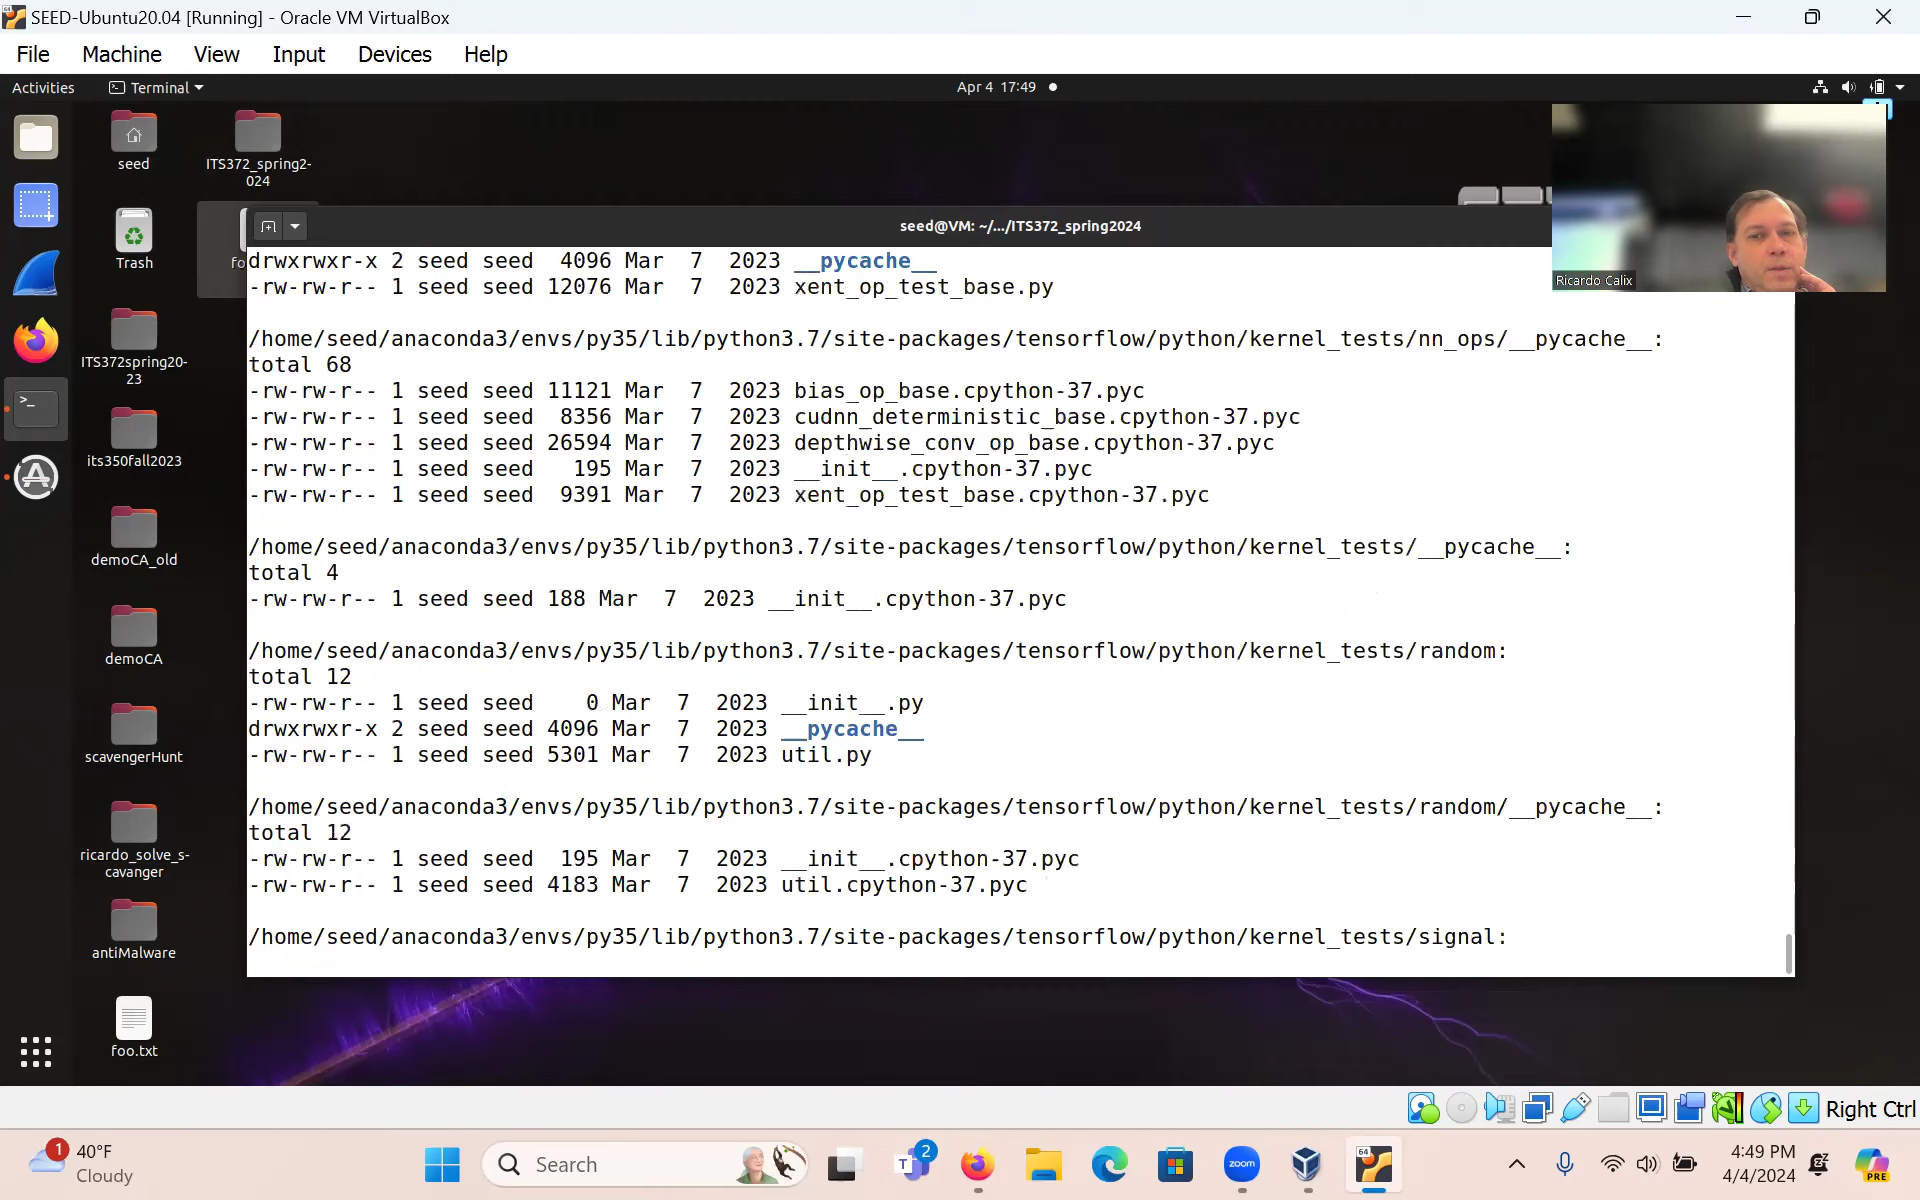 SEED-Ubuntu20.04 [Running] - Oracle VM VirtualBox
File Machine View Input Devices Help
Activities Terminal Apr 4 17:49
seed
ITS372_spring2-
024
Trash
fo
ITS372spring20-
23
its350fall2023
demoCA_old
demoCA
scavengerHunt
ricardo_solve_s-
cavanger
antiMalware
foo.txt
Ricardo Calix
seed@VM: ~/.../ITS372_spring2024
drwxrwxr-x 2 seed seed  4096 Mar  7  2023 __pycache__
-rw-rw-r-- 1 seed seed 12076 Mar  7  2023 xent_op_test_base.py
/home/seed/anaconda3/envs/py35/lib/python3.7/site-packages/tensorflow/python/kernel_tests/nn_ops/__pycache__:
total 68
-rw-rw-r-- 1 seed seed 11121 Mar  7  2023 bias_op_base.cpython-37.pyc
-rw-rw-r-- 1 seed seed  8356 Mar  7  2023 cudnn_deterministic_base.cpython-37.pyc
-rw-rw-r-- 1 seed seed 26594 Mar  7  2023 depthwise_conv_op_base.cpython-37.pyc
-rw-rw-r-- 1 seed seed   195 Mar  7  2023 __init__.cpython-37.pyc
-rw-rw-r-- 1 seed seed  9391 Mar  7  2023 xent_op_test_base.cpython-37.pyc
/home/seed/anaconda3/envs/py35/lib/python3.7/site-packages/tensorflow/python/kernel_tests/__pycache__:
total 4
-rw-rw-r-- 1 seed seed 188 Mar  7  2023 __init__.cpython-37.pyc
/home/seed/anaconda3/envs/py35/lib/python3.7/site-packages/tensorflow/python/kernel_tests/random:
total 12
-rw-rw-r-- 1 seed seed    0 Mar  7  2023 __init__.py
drwxrwxr-x 2 seed seed 4096 Mar  7  2023 __pycache__
-rw-rw-r-- 1 seed seed 5301 Mar  7  2023 util.py
/home/seed/anaconda3/envs/py35/lib/python3.7/site-packages/tensorflow/python/kernel_tests/random/__pycache__:
total 12
-rw-rw-r-- 1 seed seed  195 Mar  7  2023 __init__.cpython-37.pyc
-rw-rw-r-- 1 seed seed 4183 Mar  7  2023 util.cpython-37.pyc
/home/seed/anaconda3/envs/py35/lib/python3.7/site-packages/tensorflow/python/kernel_tests/signal:
Right Ctrl
1
40°F
Cloudy
Search
T
2
zoom
64
4:49 PM
4/4/2024
PRE